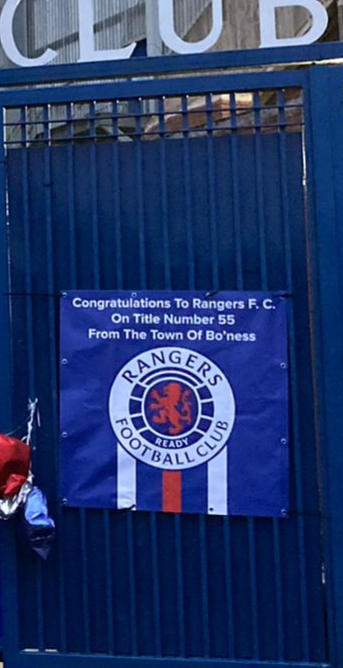 CLUB
Congratulations To Rangers F. C.
On Title Number 55
From The Town Of Bo'ness
RANGERS
READY
FOOTBALL CLUB